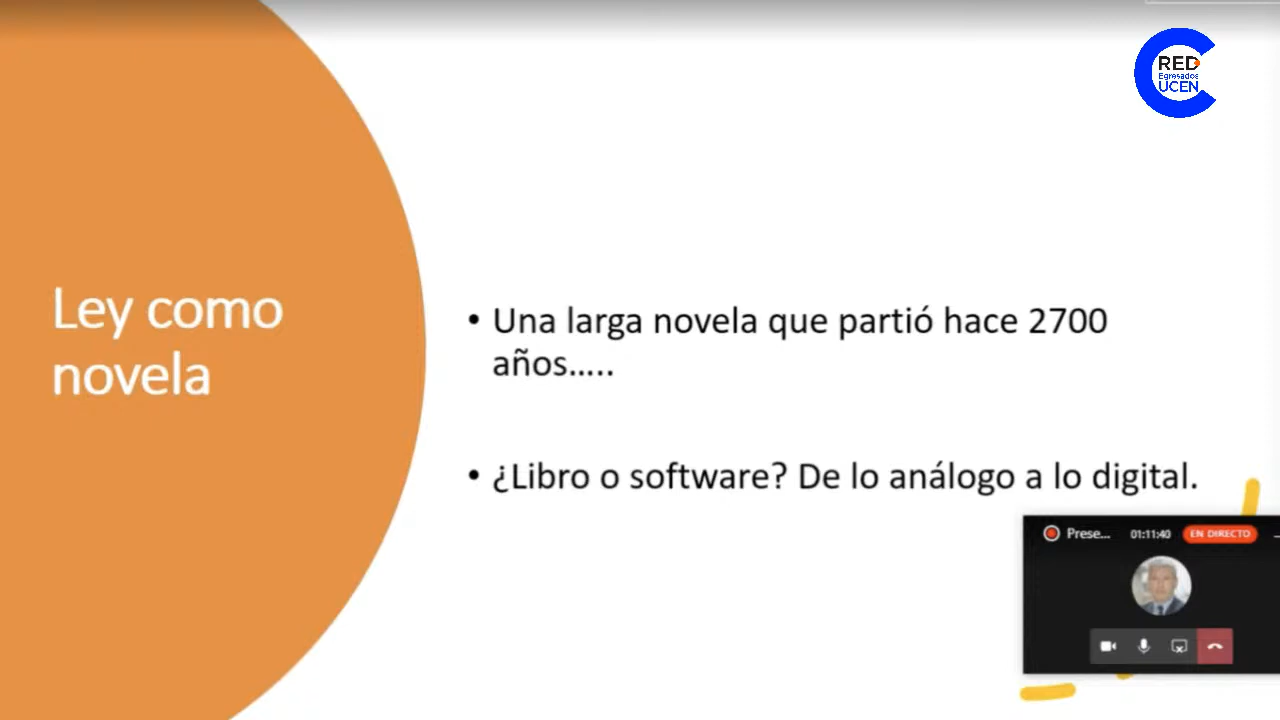 RED
Egresados
UCEN
Ley como
novela
• Una larga novela que partió hace 2700
años.....
• ¿Libro o software? De lo análogo a lo digital.
Prese... 01:11:40 EN DIRECTO